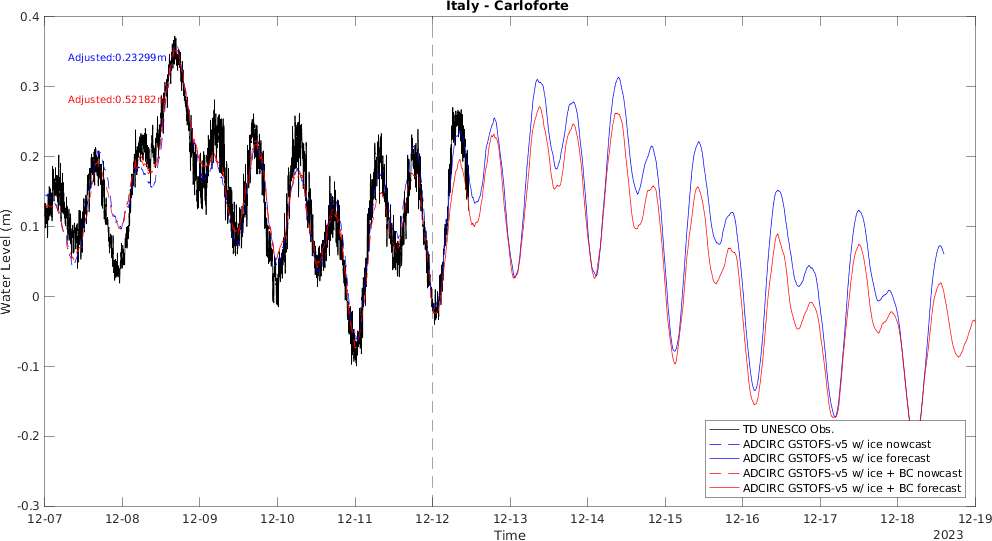 Italy - Carloforte
0.4
0.3
0.2
0.1
0
-0.1
-0.2
-0.3
Water Level (m)
Adjusted:0.23299m
Adjusted:0.52182m
TD UNESCO Obs.
ADCIRC GSTOFS-v5 w/ ice nowcast
ADCIRC GSTOFS-v5 w/ ice forecast
ADCIRC GSTOFS-v5 w/ ice + BC nowcast
ADCIRC GSTOFS-v5 w/ ice + BC forecast
12-07 12-08 12-09 12-10 12-11 12-12 12-13 12-14 12-15 12-16 12-17 12-18 12-19
Time
2023